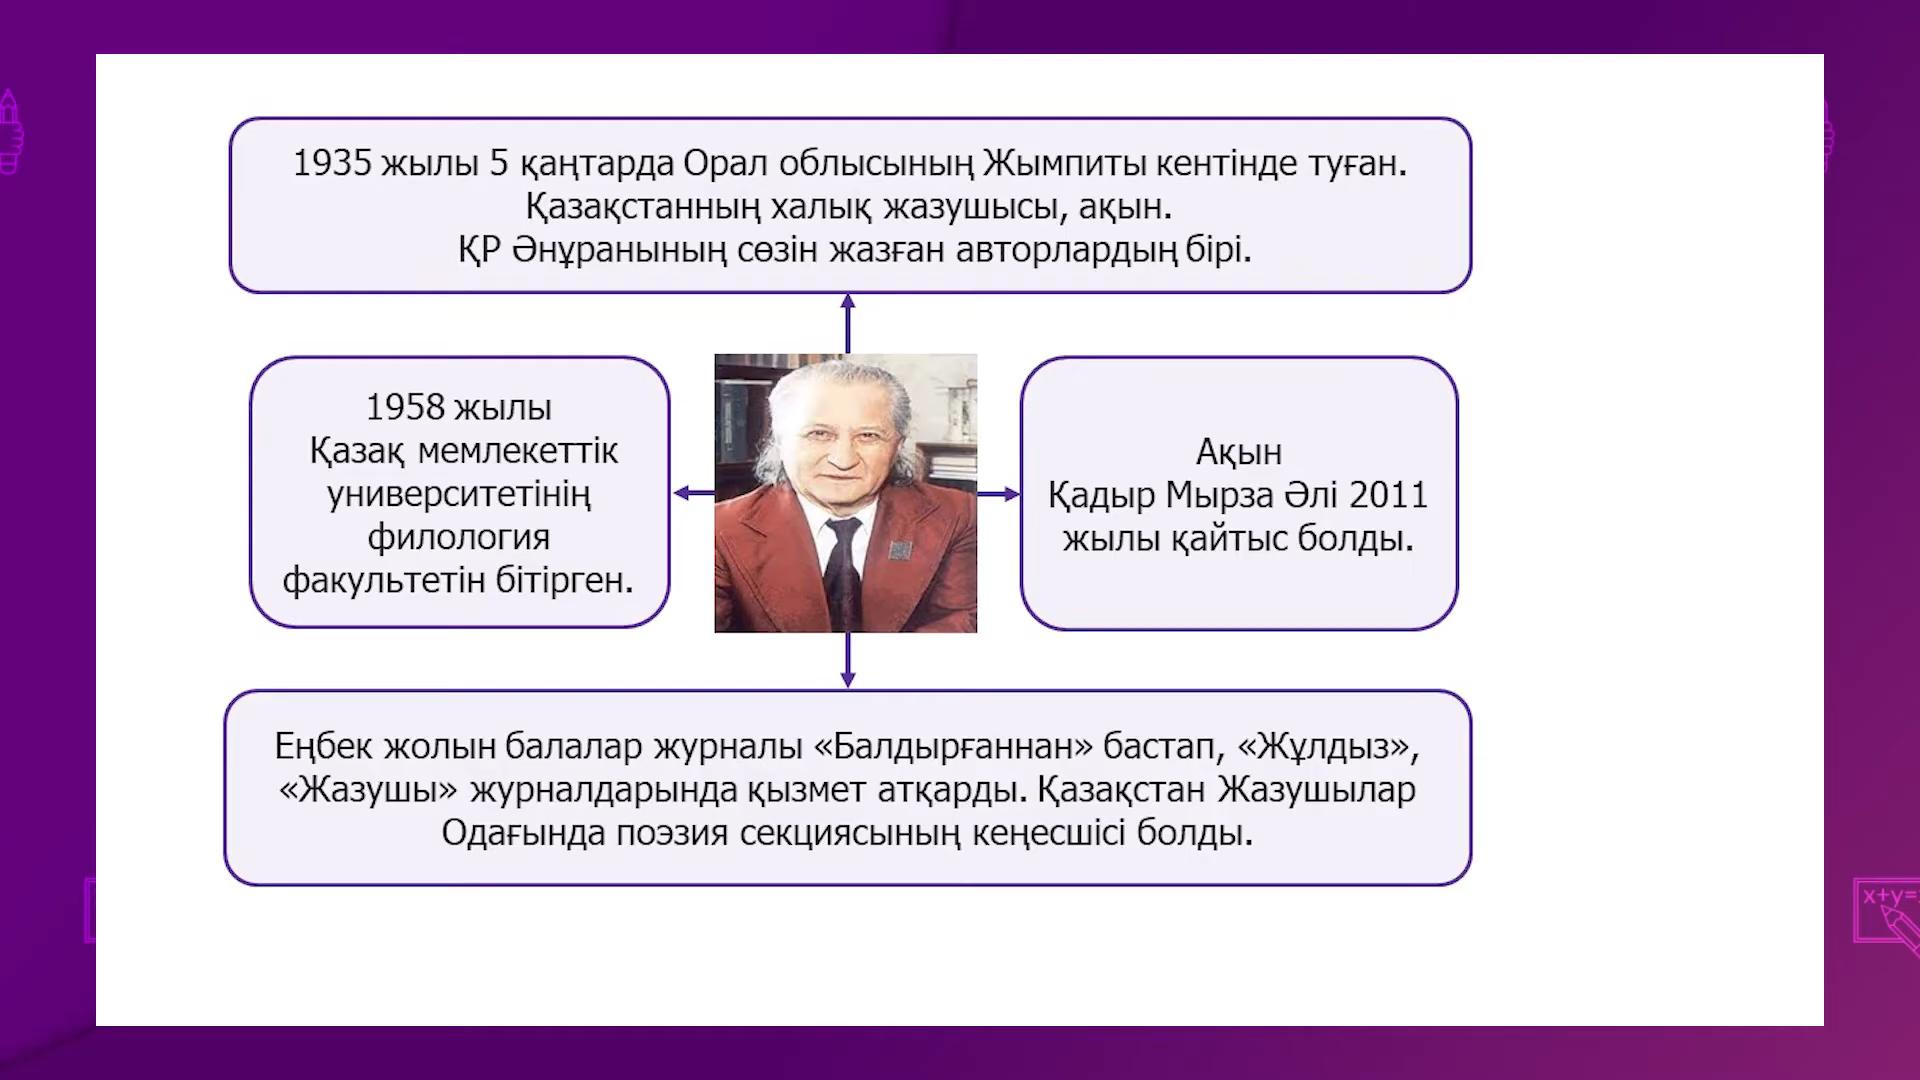 1935 жылы 5 қаңтарда Орал облысының Жымпиты кентінде туған.
Қазақстанның халық жазушысы, ақын.
ҚР Әнұранының сөзін жазған авторлардың бірі.
1958 жылы
Қазақ мемлекеттік
университетінің
филология
факультетін бітірген.
Ақын
Қадыр Мырза Әлі 2011
жылы қайтыс болды.
Еңбек жолын балалар журналы «Балдырғаннан» бастап, «Жұлдыз»,
«Жазушы» журналдарында қызмет атқарды. Қазақстан Жазушылар
Одағында поэзия секциясының кеңесшісі болды.
x+y=